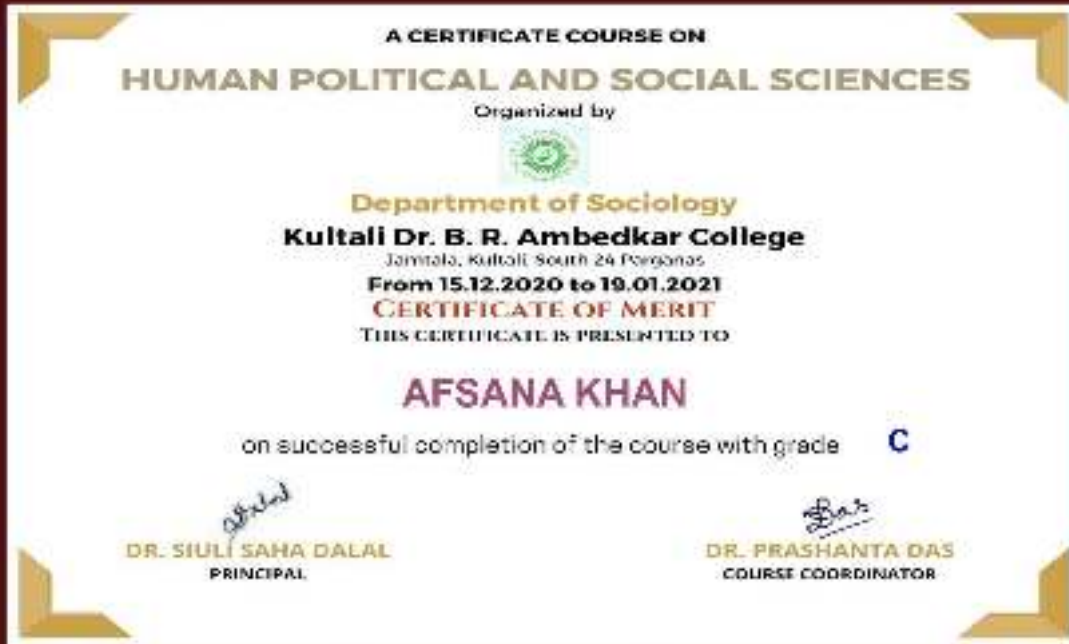 A CERTIFICATE COURSE ON
HUMAN POLITICAL AND SOCIAL SCIENCES
Organized by
Department of Sociology
Kultali Dr. B. R. Ambedkar College
Jamtala, Kultali, South 24 Parganas
From 15.12.2020 to 19.01.2021
CERTIFICATE OF MERIT
THIS CERTIFICATE IS PRESENTED TO
AFSANA KHAN
on successful completion of the course with grade C
Dalal Das
DR. SIULI SAHA DALAL DR. PRASHANTA DAS
PRINCIPAL COURSE COORDINATOR